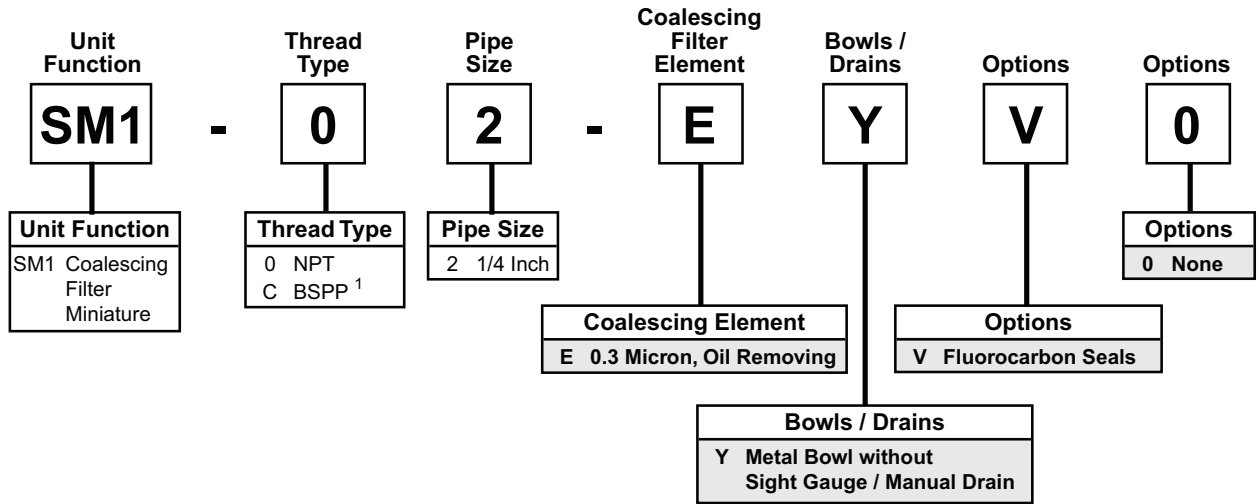 Unit
Function
Thread
Type
Pipe
Size
Coalescing
Filter
Element
Bowls /
Drains
Options
Options
SM1 - 0 2 - E Y V 0
Unit Function
SM1 Coalescing
Filter
Miniature
Thread Type
0 NPT
C BSPP 1
Pipe Size
2 1/4 Inch
Options
0 None
Coalescing Element
E 0.3 Micron, Oil Removing
Options
V Fluorocarbon Seals
Bowls / Drains
Y Metal Bowl without
Sight Gauge / Manual Drain